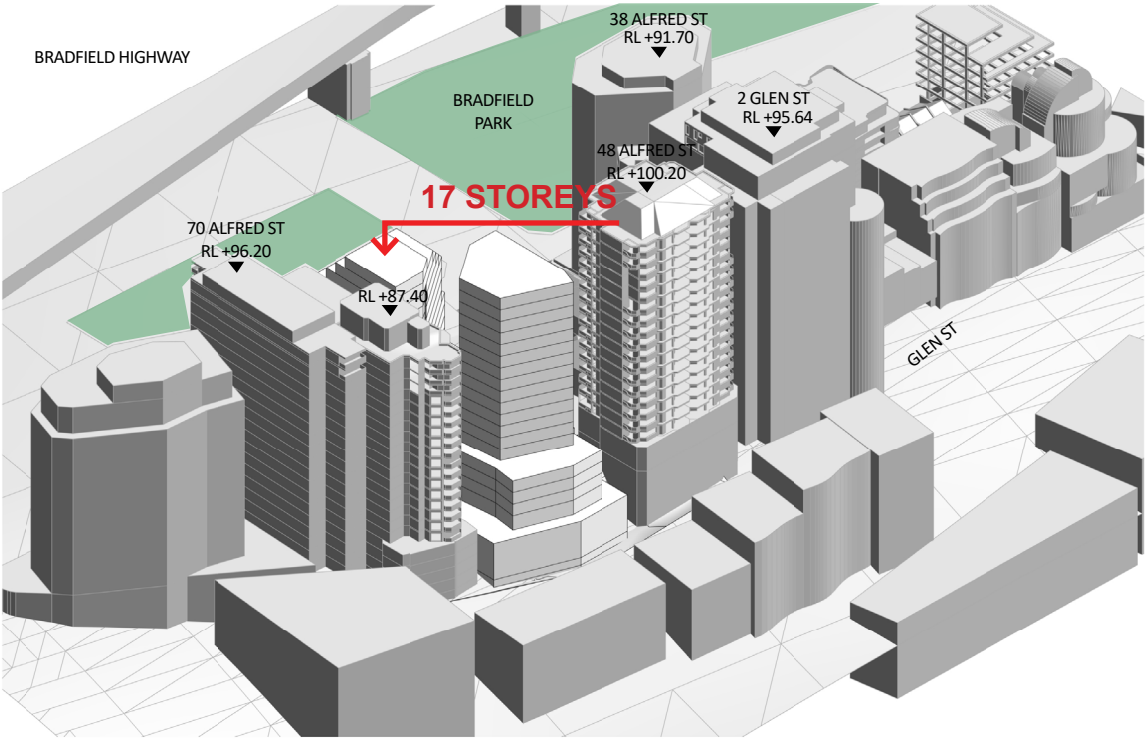 38 ALFRED ST
RL +91.70
BRADFIELD HIGHWAY
2 GLEN ST
RL +95.64
BRADFIELD
PARK
48 ALFRED ST
RL +100.20
17 STOREYS
70 ALFRED ST
RL +96.20
RL +87.40
GLEN ST